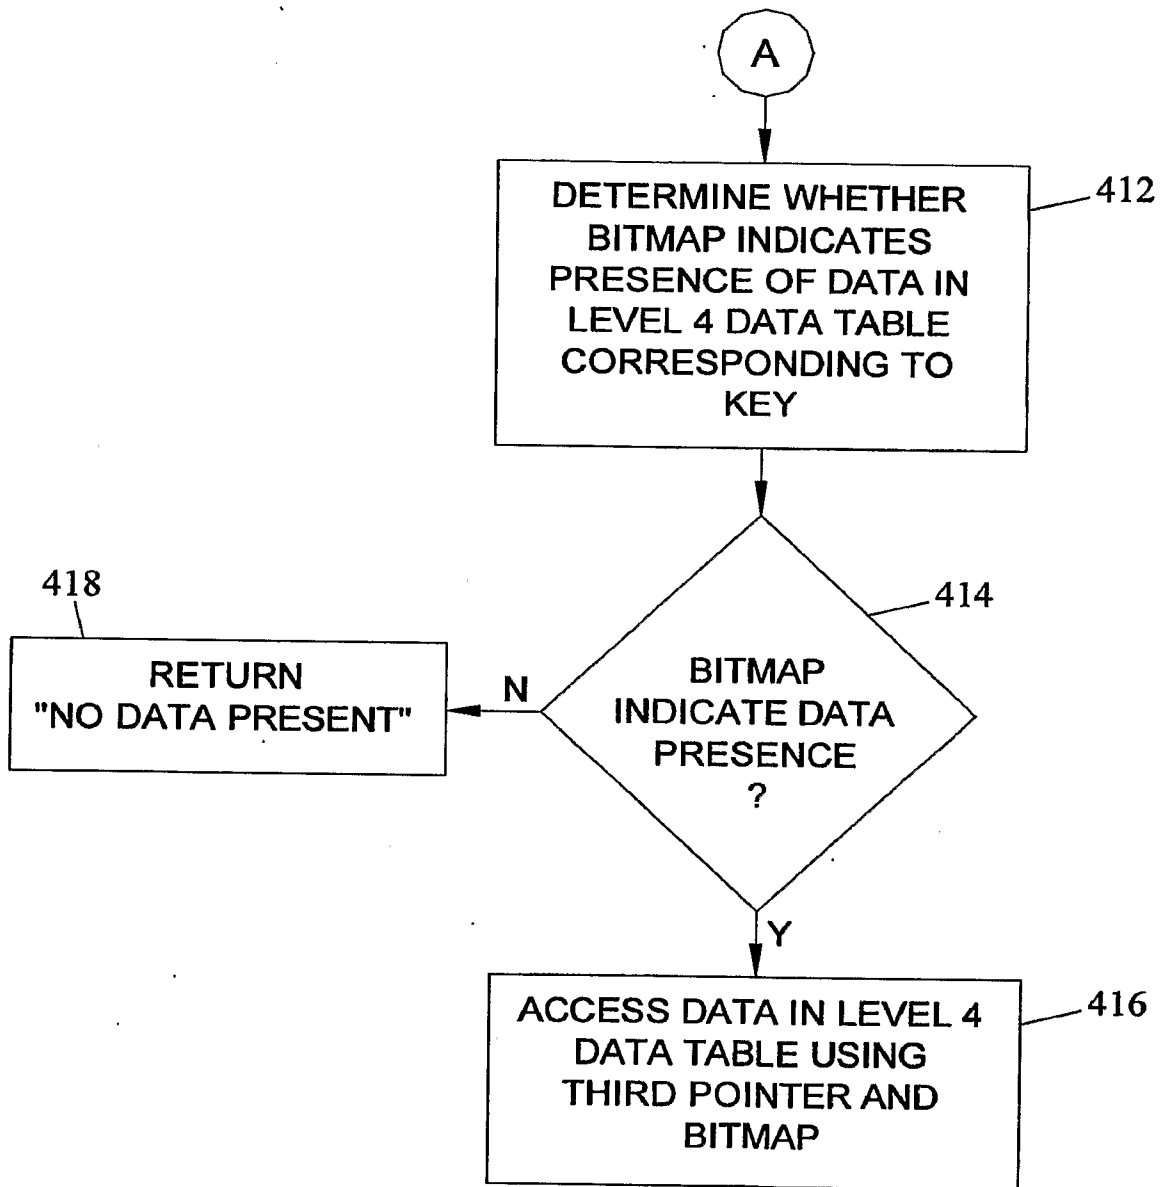 A
DETERMINE WHETHER
BITMAP INDICATES
PRESENCE OF DATA IN
LEVEL 4 DATA TABLE
CORRESPONDING TO
KEY
412
414
BITMAP
INDICATE DATA
PRESENCE
?
N
418
RETURN
"NO DATA PRESENT"
Y
ACCESS DATA IN LEVEL 4
DATA TABLE USING
THIRD POINTER AND
BITMAP
416